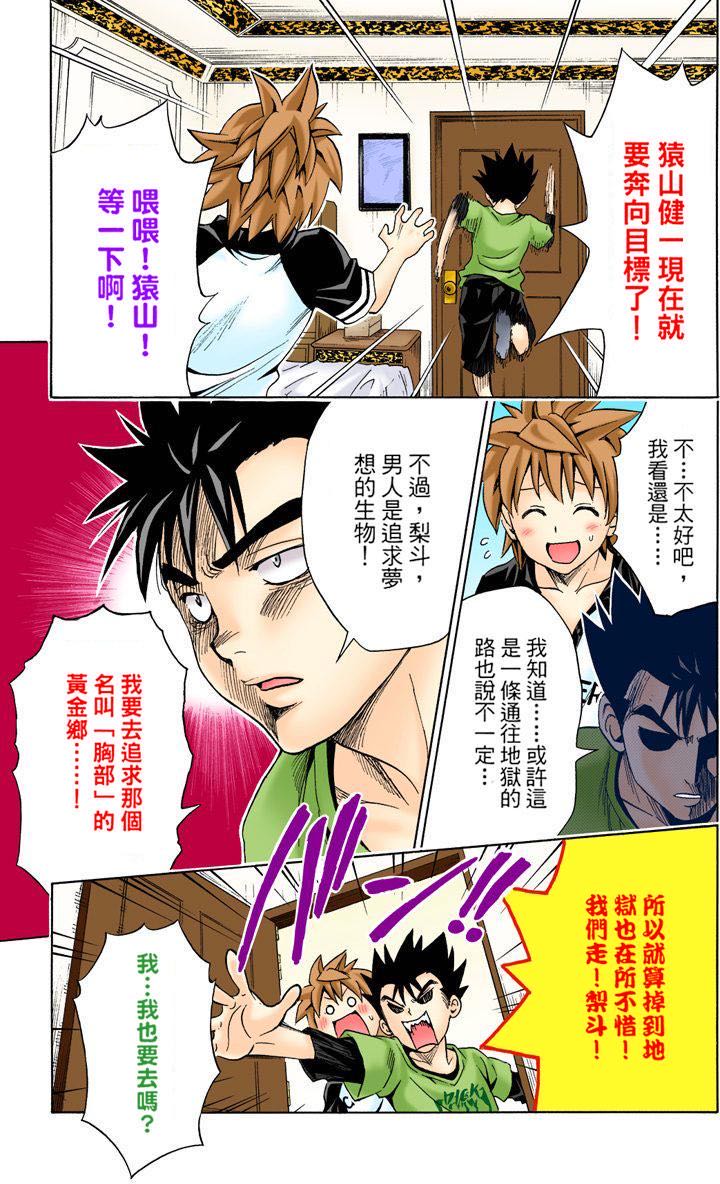 猿山健一現在就
要奔向目標了！
喂喂！猿山！
等一下啊！
不…不太好吧，
我看還是……
我知道……或許這
是一條通往地獄的
路也說不一定…
不過，梨斗，
男人是追求夢
想的生物！
我要去追求那個
名叫「胸部」的
黃金鄉……！
所以就算掉到地
獄也在所不惜！
我們走！梨斗！
バン!!
我…我也要去嗎？